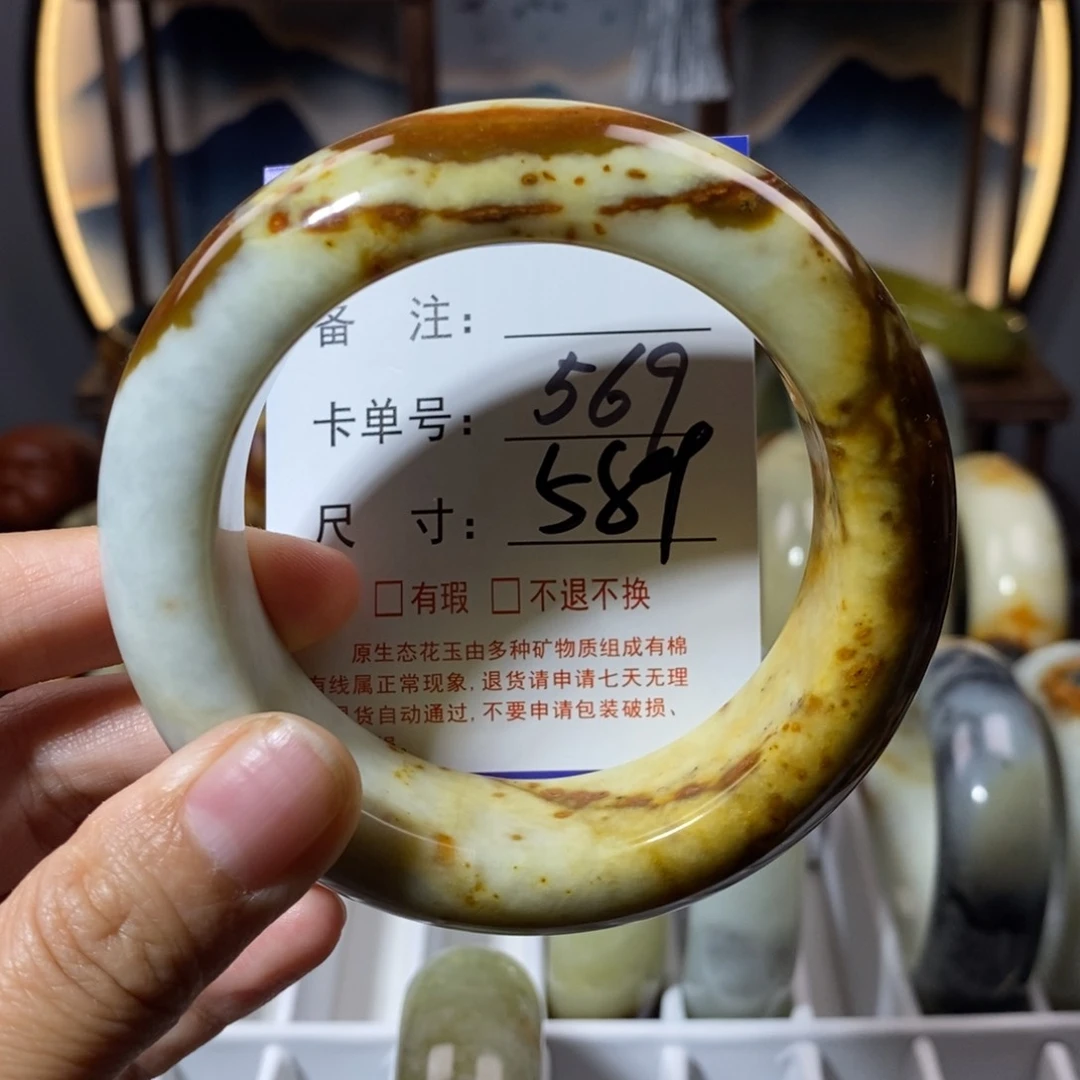 备 注:
卡单号: 569
尺 寸: 589
□有瑕 □不退不换
原生态花玉由多种矿物质组成有棉
有线属正常现象,退货请申请七天无理
货自动通过,不要申请包装破损、